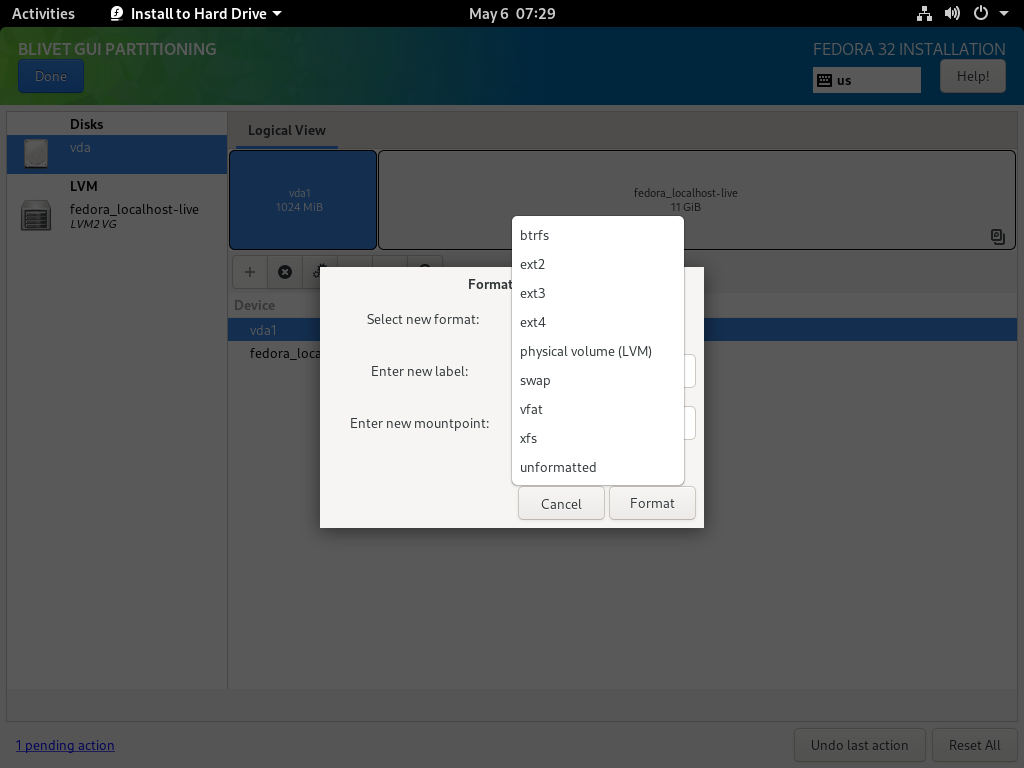 Activities
Install to Hard Drive
May 6 07:29
BLIVET GUI PARTITIONING
FEDORA 32 INSTALLATION
Done
us
Help!
Disks
vda
LVM
fedora_localhost-live
LVM2 VG
Logical View
vda1
1024 MiB
fedora_localhost-live
11 GiB
Device
vda1
fedora_loca
Format
Select new format:
Enter new label:
Enter new mountpoint:
btrfs
ext2
ext3
ext4
physical volume (LVM)
swap
vfat
xfs
unformatted
Cancel
Format
1 pending action
Undo last action
Reset All